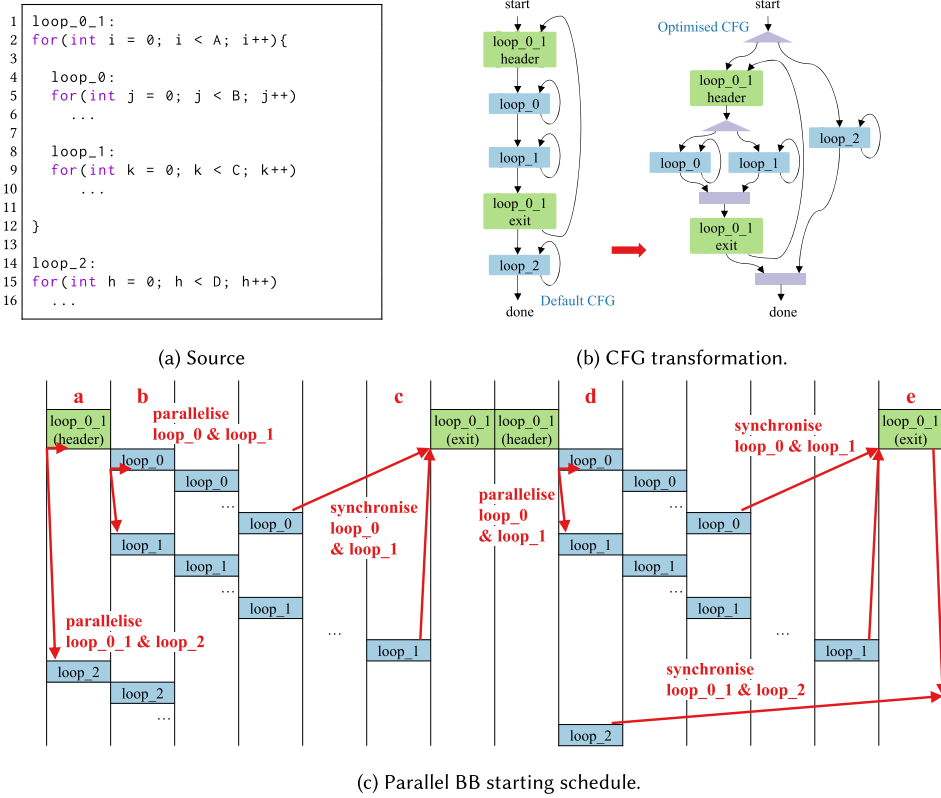 1 loop_0_1:
2 for(int i = 0; i < A; i++){
3
4 loop_0:
5 for(int j = 0; j < B; j++)
6 ...
7
8 loop_1:
9 for(int k = 0; k < C; k++)
10 ...
11
12 }
13
14 loop_2:
15 for(int h = 0; h < D; h++)
16 ...
(a) Source
start
loop_0_1
header
loop_0
loop_1
loop_0_1
exit
loop_2
Default CFG
done
start
Optimised CFG
loop_0_1
header
loop_2
loop_0
loop_1
loop_0_1
exit
done
(b) CFG transformation.
a
b
c
d
e
loop_0_1
(header)
parallelise
loop_0 & loop_1
loop_0_1
(exit)
loop_0_1
(header)
synchronise
loop_0 & loop_1
loop_0_1
(exit)
loop_0
loop_0
...
loop_0
synchronise
loop_0
& loop_1
parallelise
loop_0
& loop_1
loop_0
loop_0
...
loop_0
loop_1
loop_1
...
loop_1
...
loop_1
loop_1
loop_1
...
loop_1
...
loop_1
parallelise
loop_0_1 & loop_2
loop_2
loop_2
...
synchronise
loop_0_1 & loop_2
loop_2
(c) Parallel BB starting schedule.